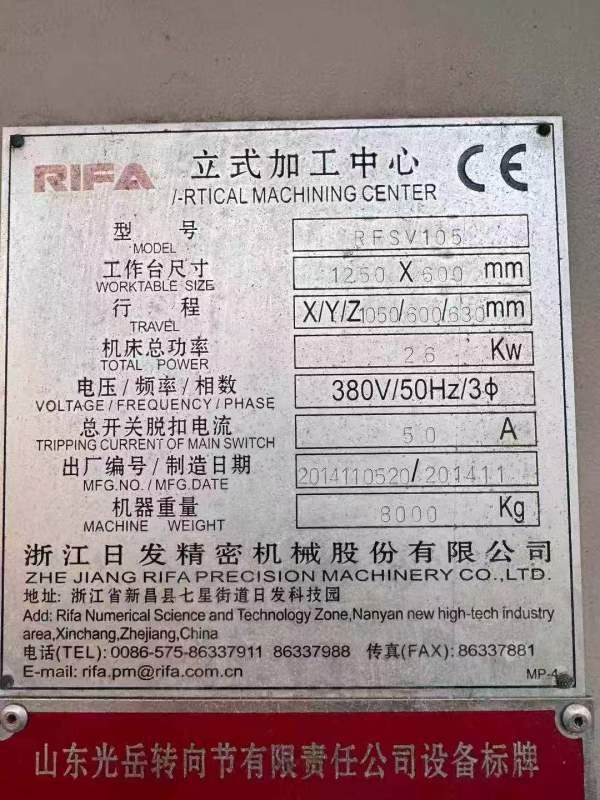 RIFA 立式加工中心 CE
/-RTICAL MACHINING CENTER
型 号 RFSV105
MODEL
工作台尺寸 1250 X 600 mm
WORKTABLE SIZE
行 程 X/Y/Z1050/600/630mm
TRAVEL
机床总功率 26 Kw
TOTAL POWER
电压/频率/相数 380V/50Hz/3ф
VOLTAGE/FREQUENCY/PHASE
总开关脱扣电流 50 A
TRIPPING CURRENT OF MAIN SWITCH
出厂编号/制造日期 2014110520/201411
MFG.NO./MFG.DATE
机器重量 8000 Kg
MACHINE WEIGHT
浙江日发精密机械股份有限公司
ZHE JIANG RIFA PRECISION MACHINERY CO.,LTD.
地址: 浙江省新昌县七星街道日发科技园
Add: Rifa Numerical Science and Technology Zone,Nanyan new high-tech industry
area,Xinchang,Zhejiang,China
电话(TEL): 0086-575-86337911 86337988 传真(FAX): 86337881
E-mail: rifa.pm@rifa.com.cn MP-4
山东光岳转向节有限责任公司设备标牌